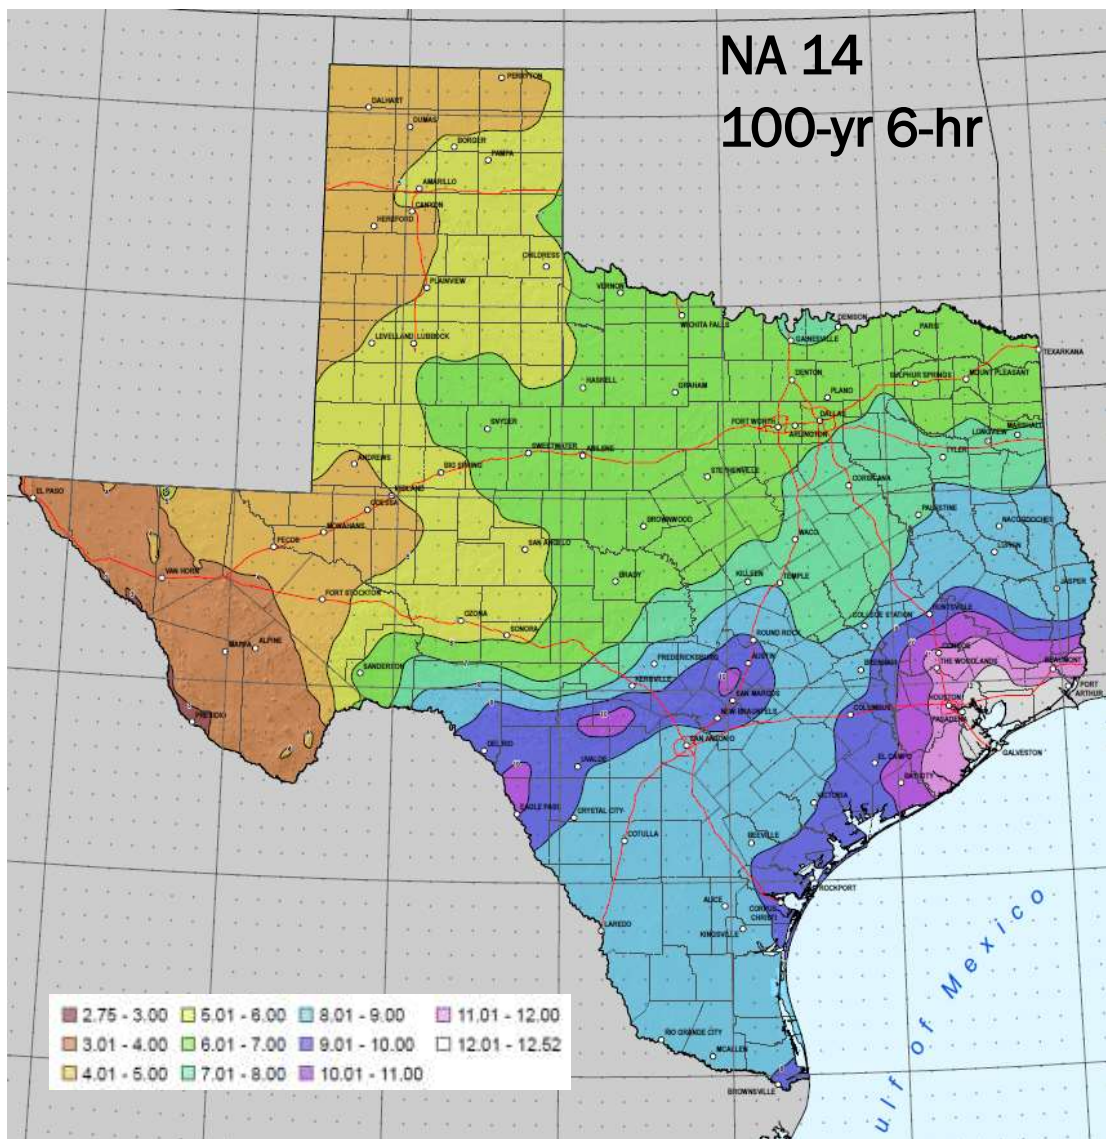 NA 14
100-yr 6-hr
PERRYTON
DALHART
DUMAS
BORGER
PAMPA
AMARILLO
CANYON
HEREFORD
CHILDRESS
PLAINVIEW
VERNON
WICHITA FALLS
DENISON
GAINESVILLE
PARIS
LEVELLAND LUBBOCK
TEXARKANA
HASKELL
GRAHAM
DENTON
SULPHUR SPRINGS
MOUNT PLEASANT
PLANO
SNYDER
FORT WORTH
DALLAS
ARLINGTON
LONGVIEW
MARSHALL
SWEETWATER
ABILENE
TYLER
ANDREWS
BIG SPRING
STEPHENVILLE
CORSICANA
EL PASO
MIDLAND
ODESSA
MONAHANS
PECOS
BROWNWOOD
PALESTINE
NACOGDOCHES
WACO
LUFKIN
SAN ANGELO
VAN HORN
BRADY
KILLEEN
TEMPLE
JASPER
FORT STOCKTON
OZONA
SONORA
COLLEGE STATION
HUNTSVILLE
ROUND ROCK
MARFA
ALPINE
SANDERSON
FREDERICKSBURG
AUSTIN
BRENHAM
CONROE
THE WOODLANDS
BEAUMONT
KERRVILLE
SAN MARCOS
NEW BRAUNFELS
PORT
ARTHUR
HOUSTON
PRESIDIO
COLUMBUS
PASADENA
DEL RIO
SAN ANTONIO
GALVESTON
UVALDE
EL CAMPO
BAY CITY
EAGLE PASS
CRYSTAL CITY
VICTORIA
COTULLA
BEEVILLE
ROCKPORT
ALICE
CORPUS
CHRISTI
LAREDO
KINGSVILLE
RIO GRANDE CITY
MCALLEN
BROWNSVILLE
ulf of Mexico
2.75 - 3.00
5.01 - 6.00
8.01 - 9.00
11.01 - 12.00
3.01 - 4.00
6.01 - 7.00
9.01 - 10.00
12.01 - 12.52
4.01 - 5.00
7.01 - 8.00
10.01 - 11.00